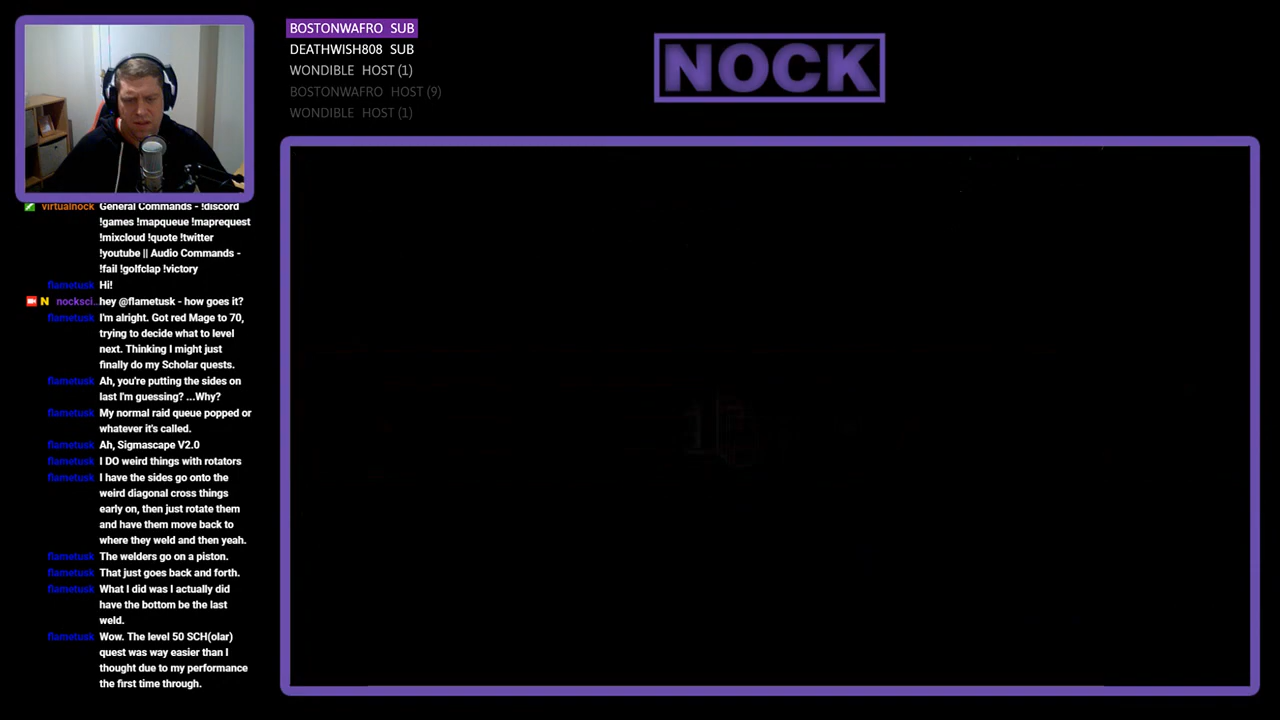 BOSTONWAFRO SUB
DEATHWISH808 SUB
WONDIBLE HOST (1)
BOSTONWAFRO HOST (9)
WONDIBLE HOST (1)
NOCK
virtualnock General Commands - !discord
!games !mapqueue !maprequest
!mixcloud !quote !twitter
!youtube || Audio Commands -
!fail !golfclap !victory
flametusk Hi!
N nocksci... hey @flametusk - how goes it?
flametusk I'm alright. Got red Mage to 70,
trying to decide what to level
next. Thinking I might just
finally do my Scholar quests.
flametusk Ah, you're putting the sides on
last I'm guessing? ...Why?
flametusk My normal raid queue popped or
whatever it's called.
flametusk Ah, Sigmascape V2.0
flametusk I DO weird things with rotators
flametusk I have the sides go onto the
weird diagonal cross things
early on, then just rotate them
and have them move back to
where they weld and then yeah.
flametusk The welders go on a piston.
flametusk That just goes back and forth.
flametusk What I did was I actually did
have the bottom be the last
weld.
flametusk Wow. The level 50 SCH(olar)
quest was way easier than I
thought due to my performance
the first time through.